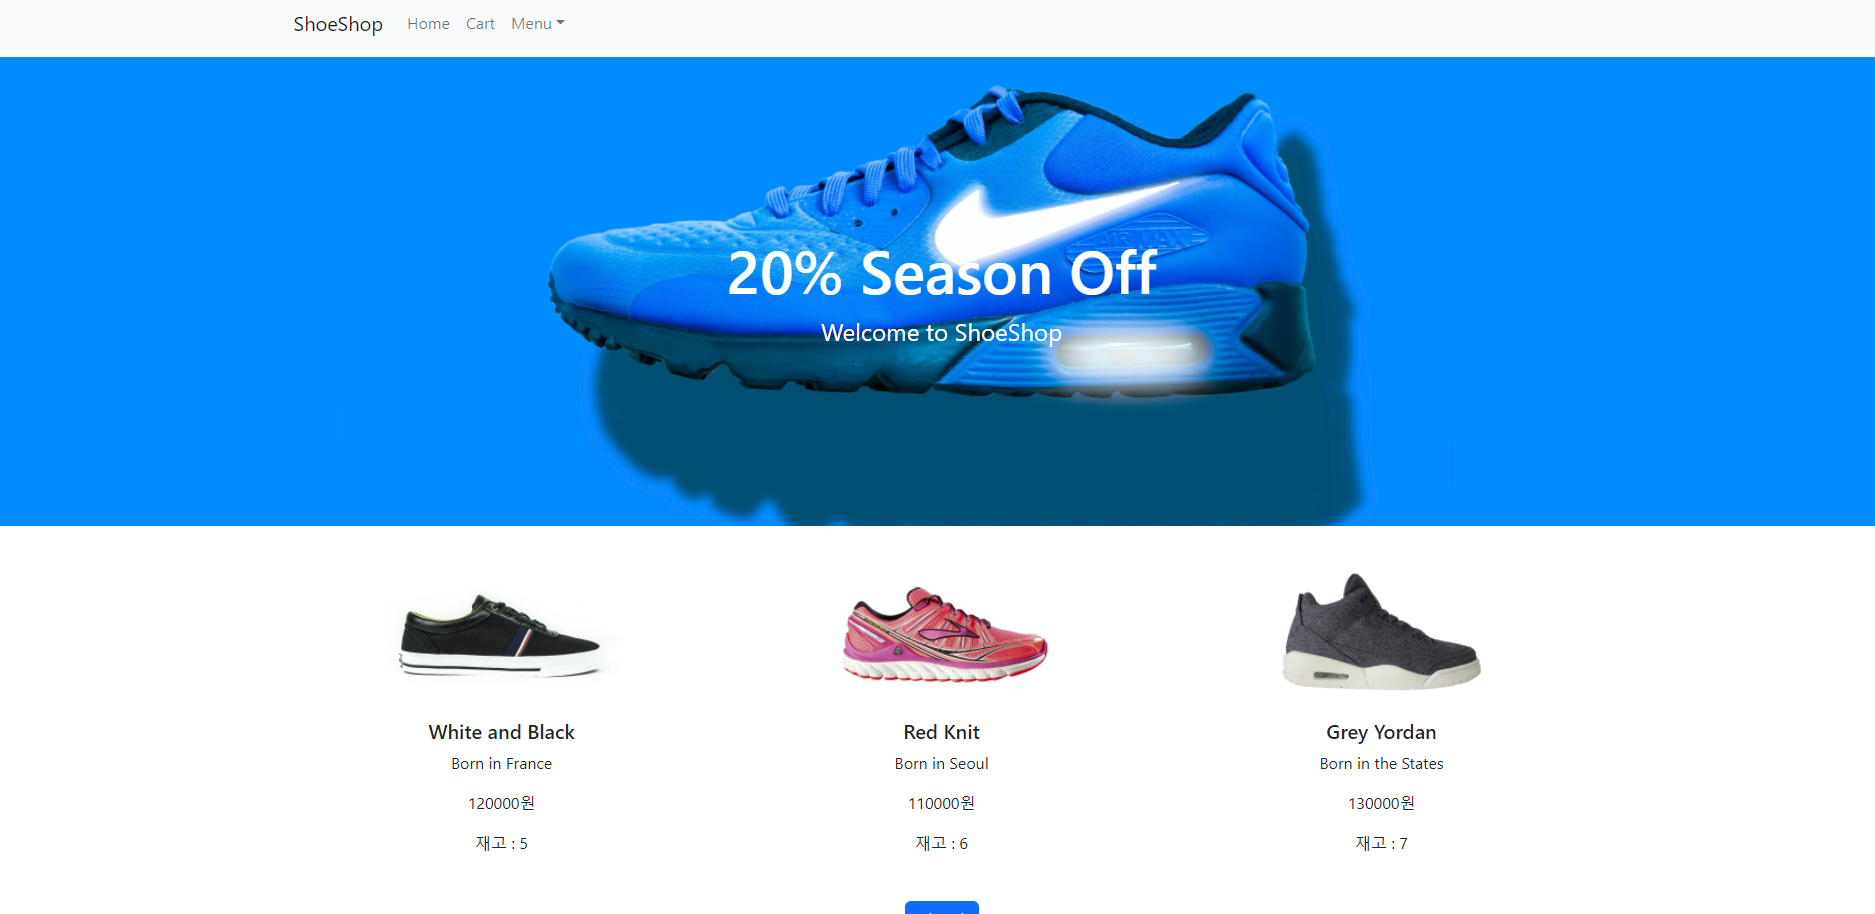 ShoeShop Home Cart Menu
AIR MAX
20% Season Off
Welcome to ShoeShop
White and Black
Red Knit
Grey Yordan
Born in France
Born in Seoul
Born in the States
120000원
110000원
130000원
재고 : 5
재고 : 6
재고 : 7